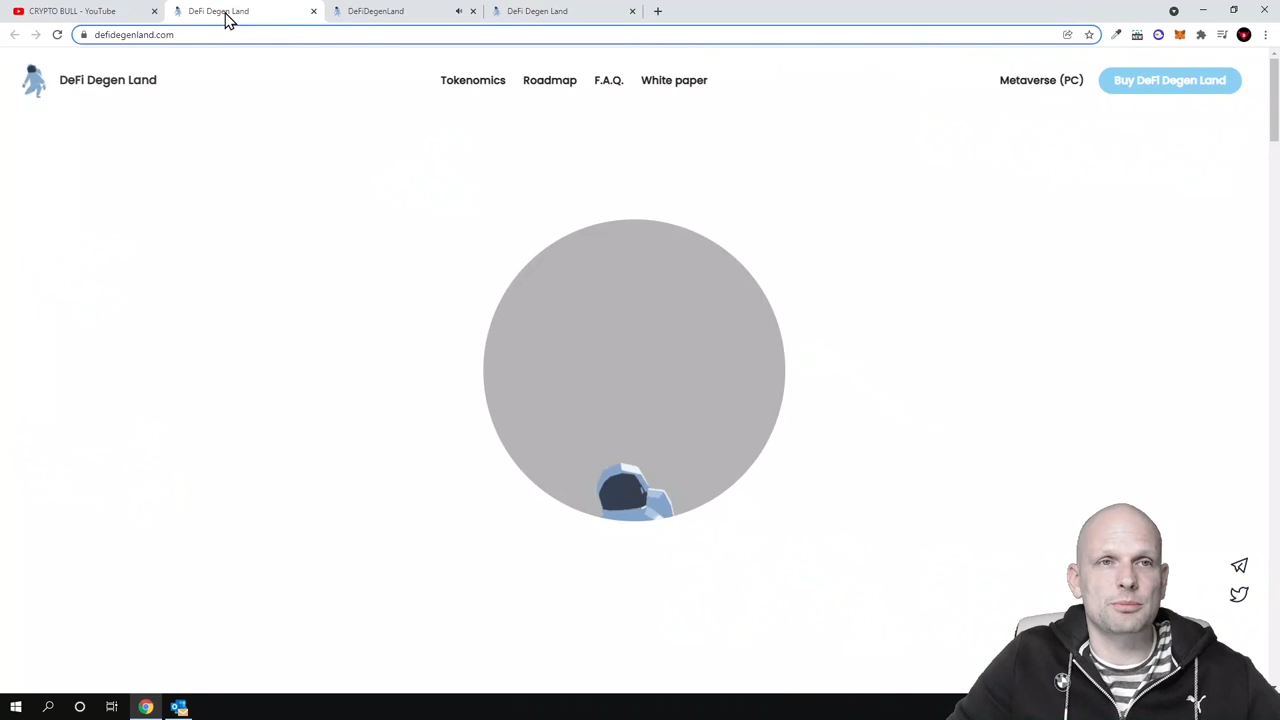 CRYPTO BULL - YouTube
DeFi Degen Land
DeFiDegenLand
DeFi Degen Land
defidegenland.com
DeFi Degen Land
Tokenomics
Roadmap
F.A.Q.
White paper
Metaverse (PC)
Buy DeFi Degen Land